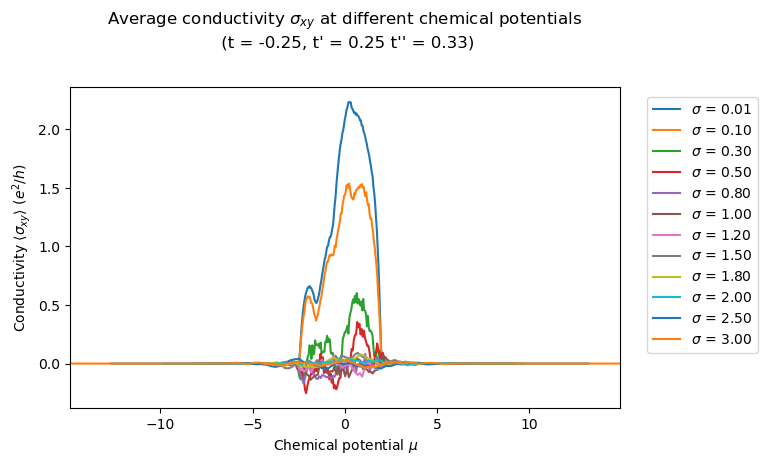 Average conductivity σxy at different chemical potentials
(t = -0.25, t' = 0.25 t'' = 0.33)
Conductivity ⟨σxy⟩ (e²/h)
2.0
1.5
1.0
0.5
0.0
−10
−5
0
5
10
Chemical potential μ
σ = 0.01
σ = 0.10
σ = 0.30
σ = 0.50
σ = 0.80
σ = 1.00
σ = 1.20
σ = 1.50
σ = 1.80
σ = 2.00
σ = 2.50
σ = 3.00